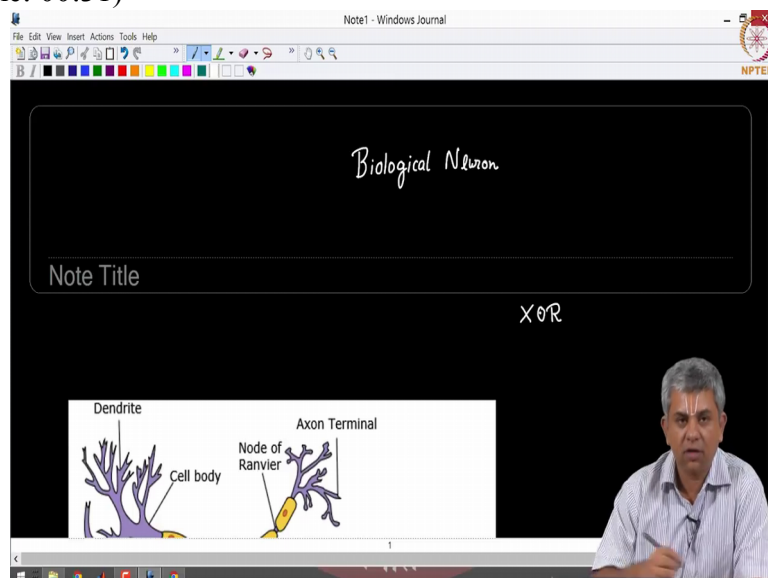 Note1 - Windows Journal
File Edit View Insert Actions Tools Help
B I
NPTEL
Biological Neuron
Note Title
XOR
Dendrite
Axon Terminal
Node of
Ranvier
Cell body
1